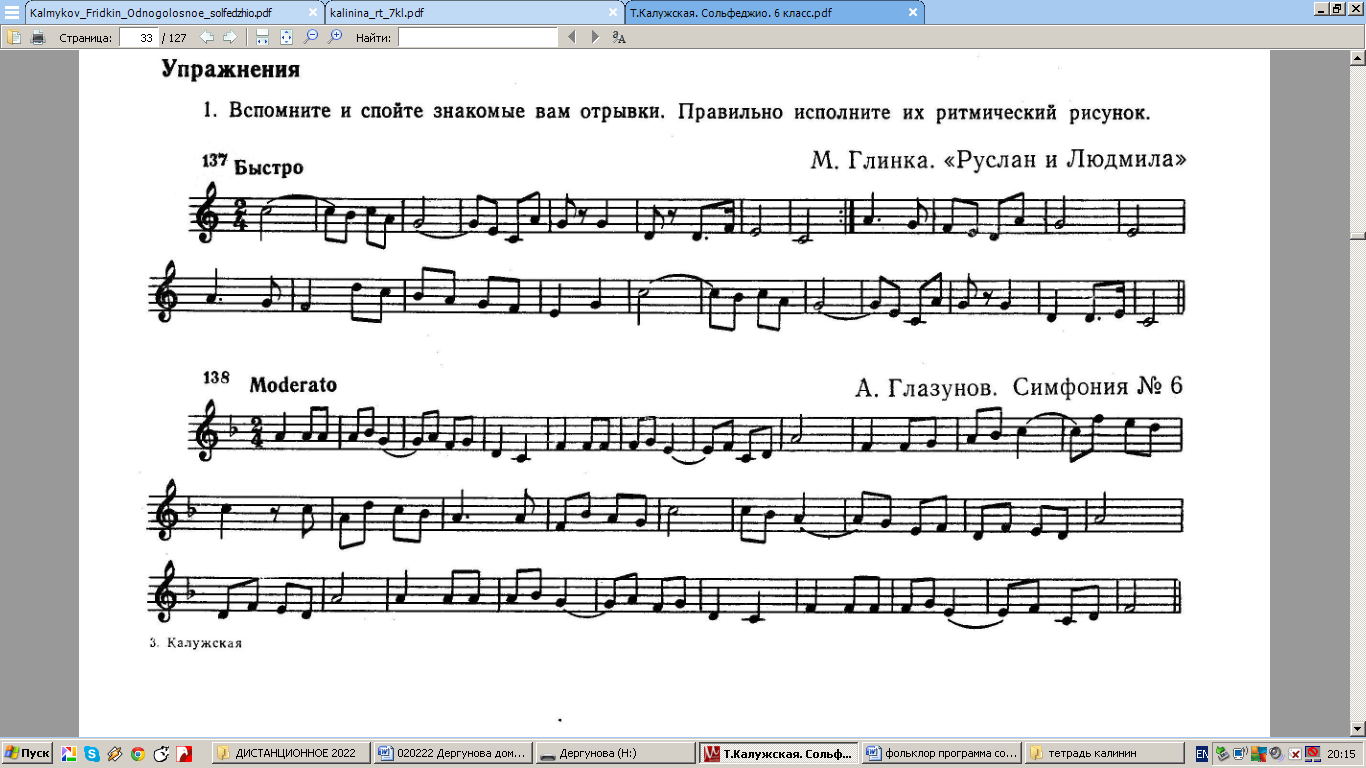 Kalmykov_Fridkin_Odnogolosnoe_solfedzhio.pdf
kalinina_rt_7kl.pdf
Т.Калужская. Сольфеджио. 6 класс.pdf
Страница: 33 / 127 Найти:
Упражнения
1. Вспомните и спойте знакомые вам отрывки. Правильно исполните их ритмический рисунок.
137 Быстро
М. Глинка. «Руслан и Людмила»
2
4
138 Moderato
А. Глазунов. Симфония № 6
2
4
3. Калужская
Пуск
ДИСТАНЦИОННОЕ 2022
020222 Дергунова дом...
Дергунова (H:)
Т.Калужская. Сольф...
фольклор программа со...
тетрадь калинин
EN
20:15